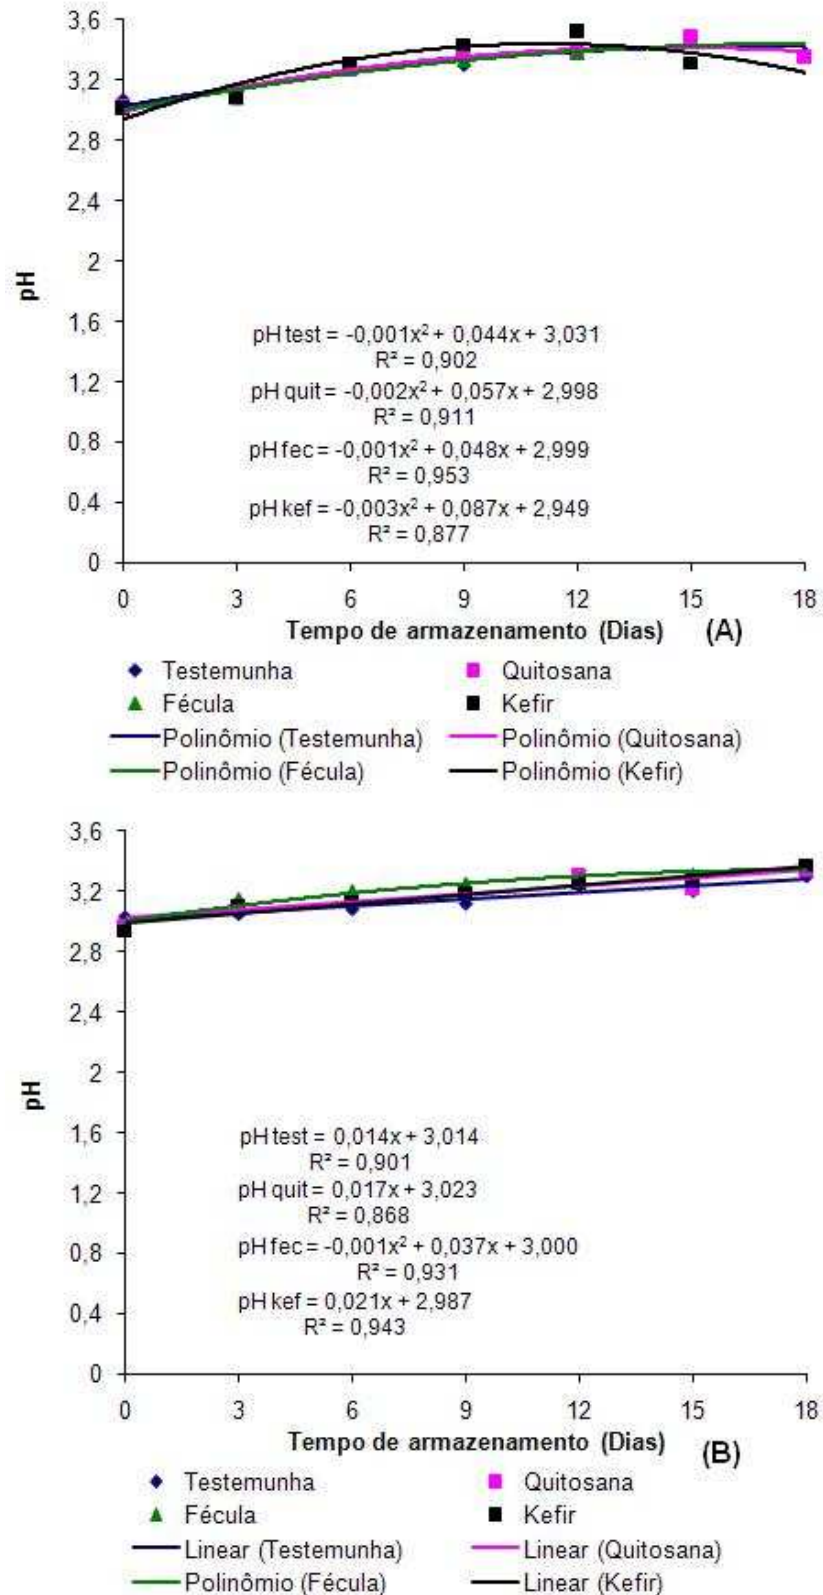 3,6
3,2
2,8
2,4
2
1,6
1,2
0,8
0,4
0
pH
pH test = -0,001x² + 0,044x + 3,031
R² = 0,902
pH quit = -0,002x² + 0,057x + 2,998
R² = 0,911
pH fec = -0,001x² + 0,048x + 2,999
R² = 0,953
pH kef = -0,003x² + 0,087x + 2,949
R² = 0,877
0 3 6 9 12 15 18
Tempo de armazenamento (Dias) (A)
Testemunha Quitosana
Fécula Kefir
Polinômio (Testemunha) Polinômio (Quitosana)
Polinômio (Fécula) Polinômio (Kefir)
3,6
3,2
2,8
2,4
2
1,6
1,2
0,8
0,4
0
pH
pH test = 0,014x + 3,014
R² = 0,901
pH quit = 0,017x + 3,023
R² = 0,868
pH fec = -0,001x² + 0,037x + 3,000
R² = 0,931
pH kef = 0,021x + 2,987
R² = 0,943
0 3 6 9 12 15 18
Tempo de armazenamento (Dias) (B)
Testemunha Quitosana
Fécula Kefir
Linear (Testemunha) Linear (Quitosana)
Polinômio (Fécula) Linear (Kefir)